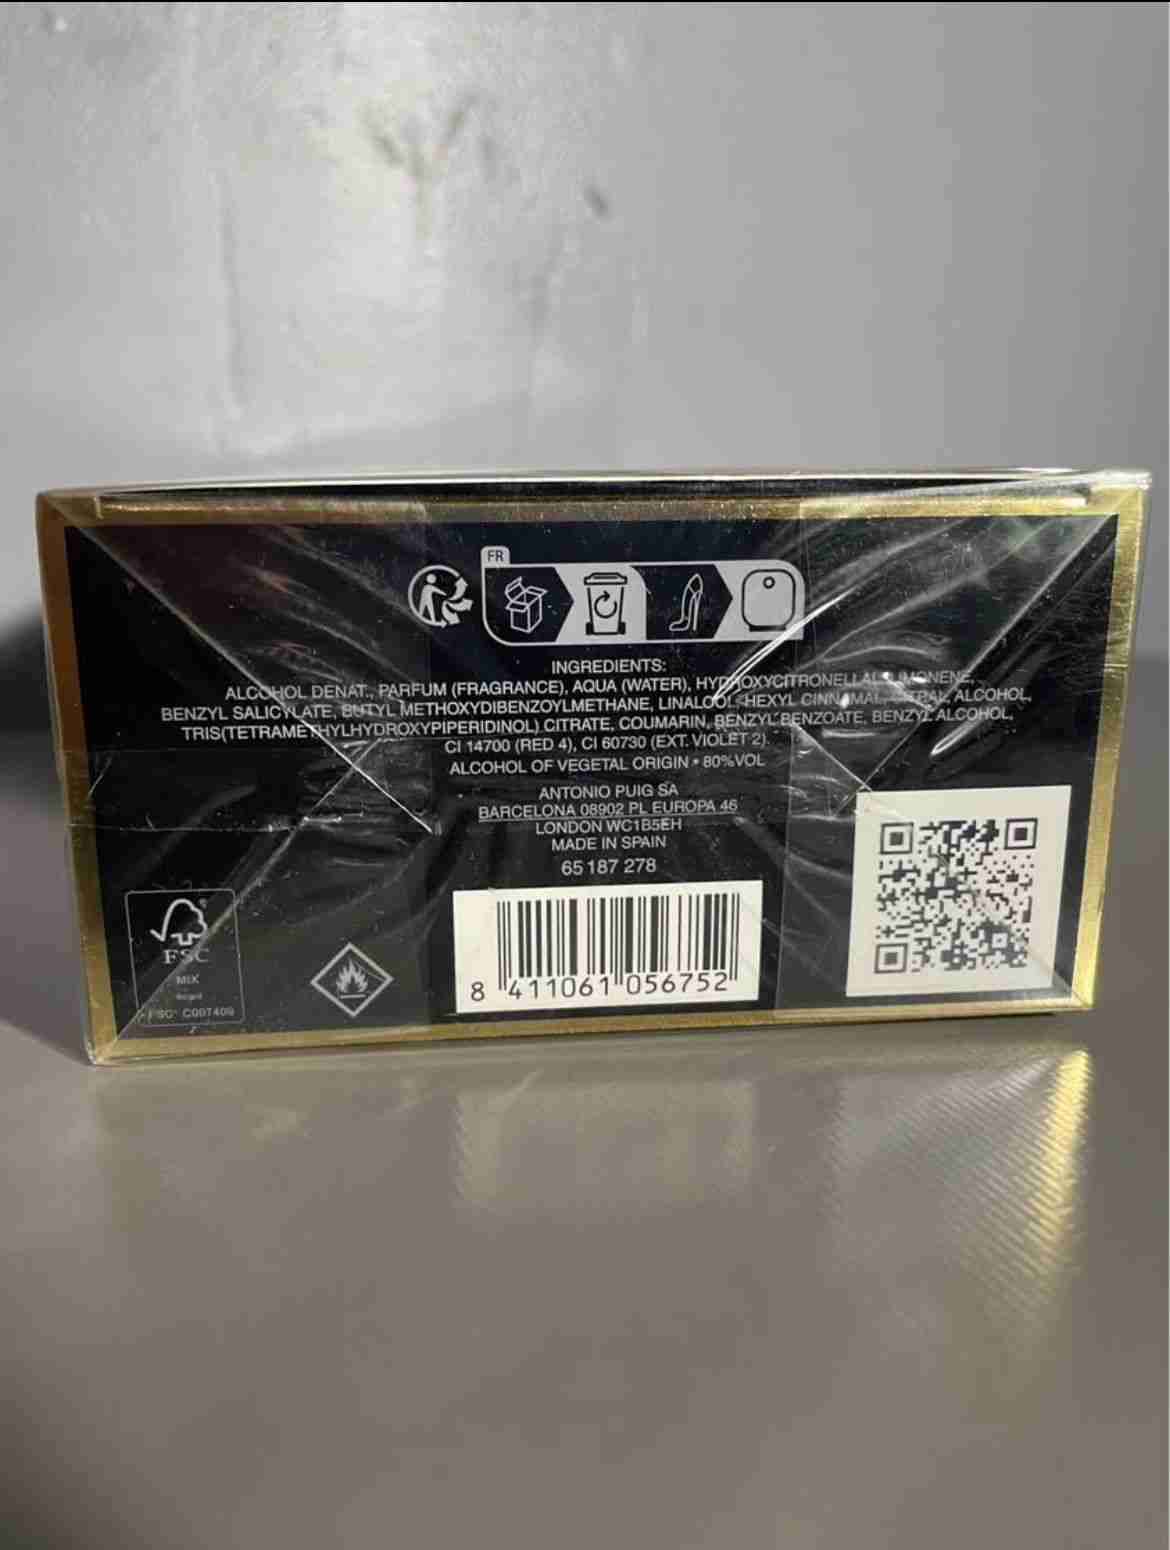 FR
INGREDIENTS:
ALCOHOL DENAT., PARFUM (FRAGRANCE), AQUA (WATER), HYDROXYCITRONELLAL, LIMONENE,
BENZYL SALICYLATE, BUTYL METHOXYDIBENZOYLMETHANE, LINALOOL, HEXYL CINNAMAL, CITRAL, ALCOHOL,
TRIS(TETRAMETHYLHYDROXYPIPERIDINOL) CITRATE, COUMARIN, BENZYL BENZOATE, BENZYL ALCOHOL,
CI 14700 (RED 4), CI 60730 (EXT. VIOLET 2)
ALCOHOL OF VEGETAL ORIGIN • 80%VOL
ANTONIO PUIG SA
BARCELONA 08902 PL EUROPA 46
LONDON WC1B5EH
MADE IN SPAIN
65 187 278
FSC
MIX
FSC® C007409
8 411061 056752